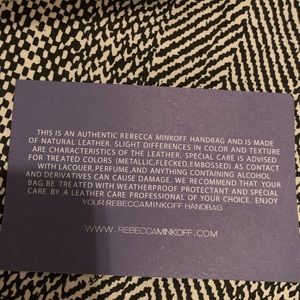 THIS IS AN AUTHENTIC REBECCA MINKOFF HANDBAG AND IS MADE
OF NATURAL LEATHER. SLIGHT DIFFERENCES IN COLOR AND TEXTURE
ARE CHARACTERISTICS OF THE LEATHER. SPECIAL CARE IS ADVISED
FOR TREATED COLORS (METALLIC,FLECKED,EMBOSSED) AS CONTACT
WITH LACQUER,PERFUME,AND ANYTHING CONTAINING ALCOHOL
AND DERIVATIVES CAN CAUSE DAMAGE. WE RECOMMEND THAT YOUR
BAG BE TREATED WITH WEATHERPROOF PROTECTANT AND SPECIAL
CARE BY A LEATHER CARE PROFESSIONAL OF YOUR CHOICE. ENJOY
YOUR REBECCAMINKOFF HANDBAG
WWW.REBECCAMINKOFF.COM